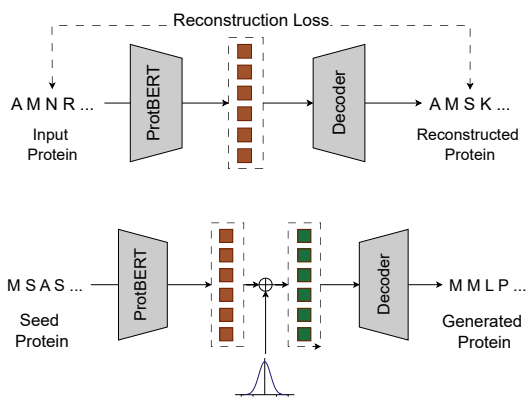 Reconstruction Loss
A M N R ...
ProtBERT
Decoder
A M S K ...
Input
Protein
Reconstructed
Protein
M S A S ...
ProtBERT
Decoder
M M L P ...
Seed
Protein
Generated
Protein